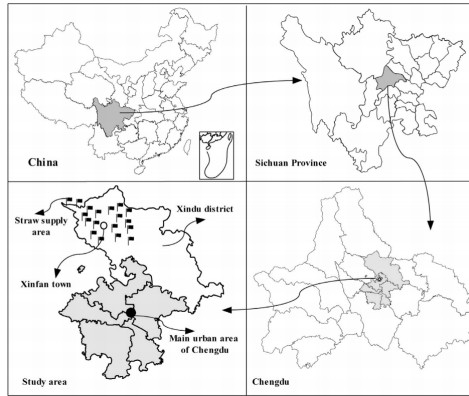 China
Sichuan Province
Straw supply
area
Xindu district
Xinfan town
Main urban area
of Chengdu
Study area
Chengdu